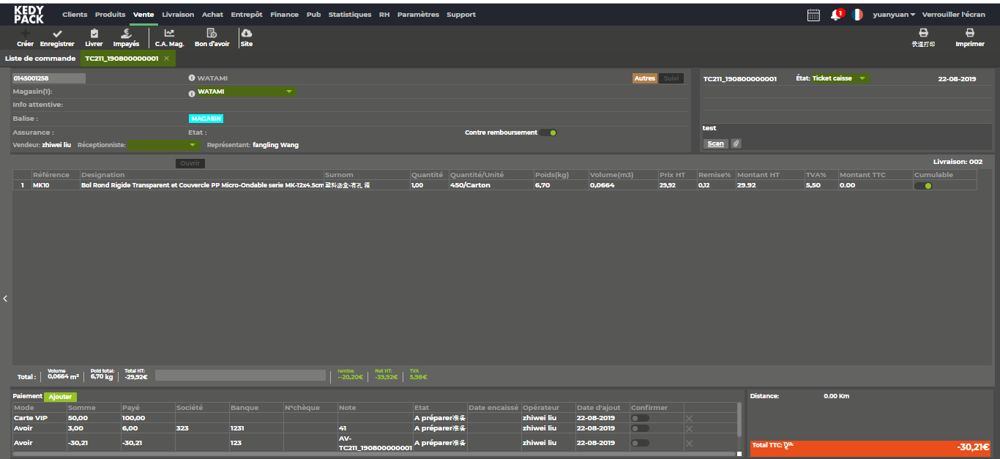 KEDY PACK Clients Produits Vente Livraison Achat Entrepôt Finance Pub Statistiques RH Paramètres Support 1 yuanyuan Verrouiller l'écran
Créer Enregistrer Livrer Impayés C.A. Mag. Bon d'avoir Site 快速打印 Imprimer
Liste de commande TC211_190800000001 ×
0145001258 WATAMI Autres Suivi
Magasin(1): WATAMI
Info attentive:
Balise : MAGASIN
Assurance : Etat : Contre remboursement
Vendeur: zhiwei liu Réceptionniste: Représentant: fangling Wang
TC211_190800000001 État: Ticket caisse 22-08-2019
test
Scan
Ouvrir Livraison: 002
Référence Designation Surnom Quantité Quantité/Unité Poids(kg) Volume(m3) Prix HT Remise% Montant HT TVA% Montant TTC Cumulable
1 MK10 Bol Rond Rigide Transparent et Couvercle PP Micro-Ondable serie MK-12x4.5cm 塑料汤盒-有孔 箱 1,00 450/Carton 6,70 0,0664 29,92 0,12 29.92 5,50 0.00
Total : Volume 0,0664 m³ Poid total: 6,70 kg Total HT: -29,92€ remise: --20,20€ Net HT: -39,92€ TVA 5,98€
Paiement Ajouter
Mode Somme Payé Société Banque N°chèque Note Etat Date encaissé Opérateur Date d'ajout Confirmer
Carte VIP 50,00 100,00 A préparer准备 zhiwei liu 22-08-2019
Avoir 3,00 6,00 323 1231 41 A préparer准备 zhiwei liu 22-08-2019
Avoir -30,21 -30,21 123 AV-TC211_190800000001 A préparer准备 zhiwei liu 22-08-2019
Distance: 0.00 Km
Total TTC: TVA: € -30,21€